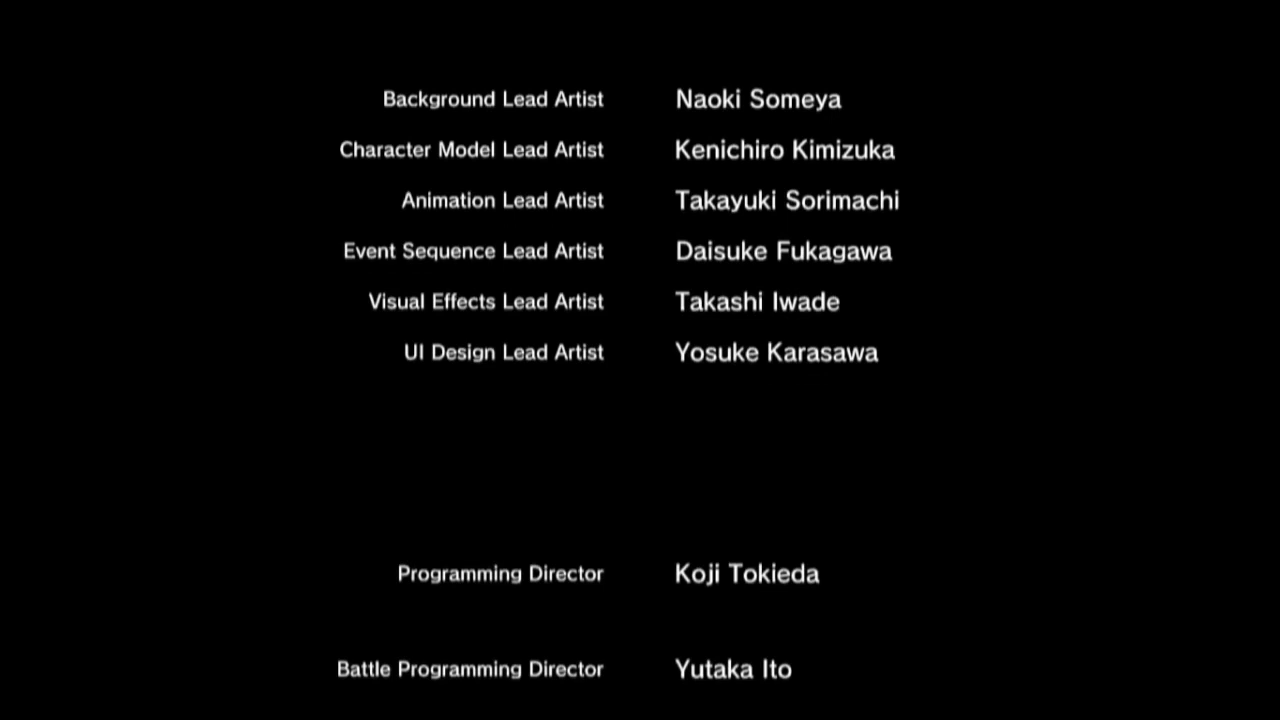 Background Lead Artist Naoki Someya
Character Model Lead Artist Kenichiro Kimizuka
Animation Lead Artist Takayuki Sorimachi
Event Sequence Lead Artist Daisuke Fukagawa
Visual Effects Lead Artist Takashi Iwade
UI Design Lead Artist Yosuke Karasawa
Programming Director Koji Tokieda
Battle Programming Director Yutaka Ito